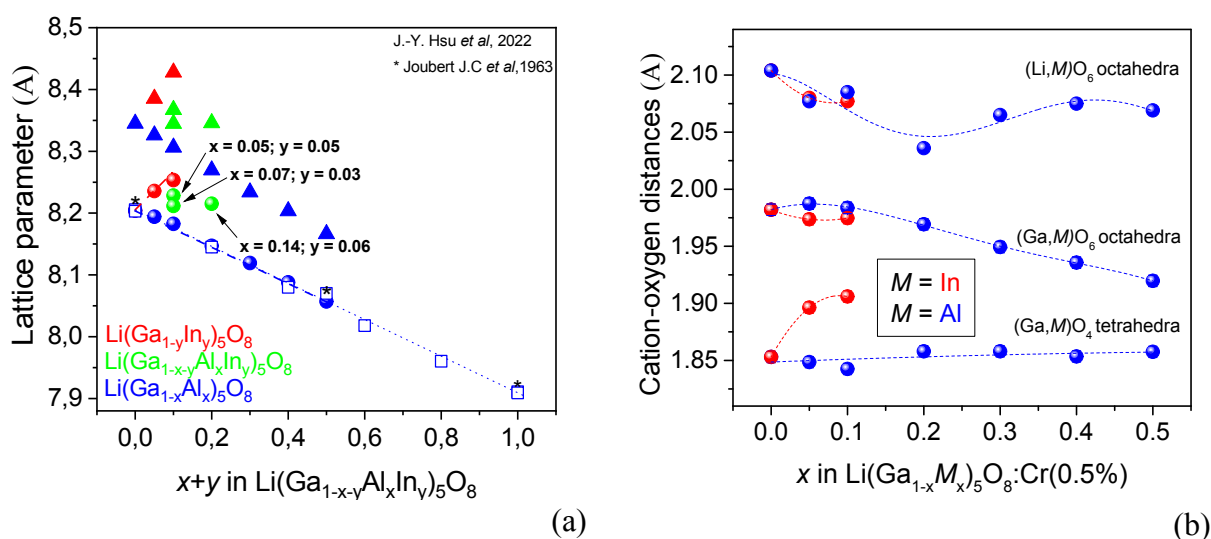 8,5
8,4
8,3
8,2
8,1
8,0
7,9
Lattice parameter (A)
J.-Y. Hsu et al, 2022
* Joubert J.C et al,1963
x = 0.05; y = 0.05
x = 0.07; y = 0.03
x = 0.14; y = 0.06
Li(Ga1-yIny)5O8
Li(Ga1-x-yAlxIny)5O8
Li(Ga1-xAlx)5O8
0,0 0,2 0,4 0,6 0,8 1,0
x+y in Li(Ga1-x-yAlxIny)5O8
(a)
2.10
2.05
2.00
1.95
1.90
1.85
Cation-oxygen distances (A)
(Li,M)O6 octahedra
(Ga,M)O6 octahedra
M = In
M = Al
(Ga,M)O4 tetrahedra
0.0 0.1 0.2 0.3 0.4 0.5
x in Li(Ga1-xMx)5O8:Cr(0.5%)
(b)